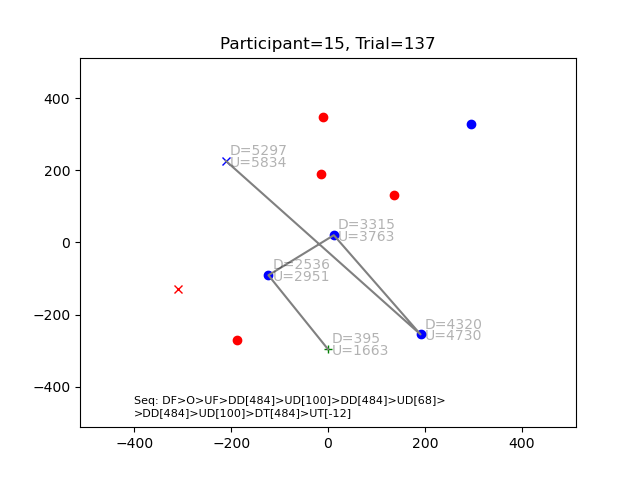 Participant=15, Trial=137
400
200
0
−200
−400
D=5297
U=5834
D=3315
U=3763
D=2536
U=2951
D=4320
U=4730
D=395
U=1663
Seq: DF>O>UF>DD[484]>UD[100]>DD[484]>UD[68]>
>DD[484]>UD[100]>DT[484]>UT[-12]
−400 −200 0 200 400